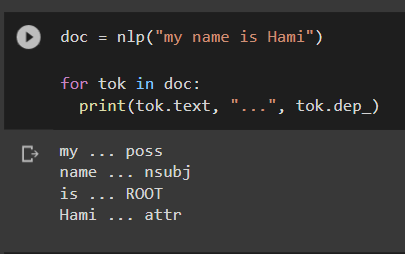 doc = nlp("my name is Hami")
for tok in doc:
  print(tok.text, "...", tok.dep_)
my ... poss
name ... nsubj
is ... ROOT
Hami ... attr